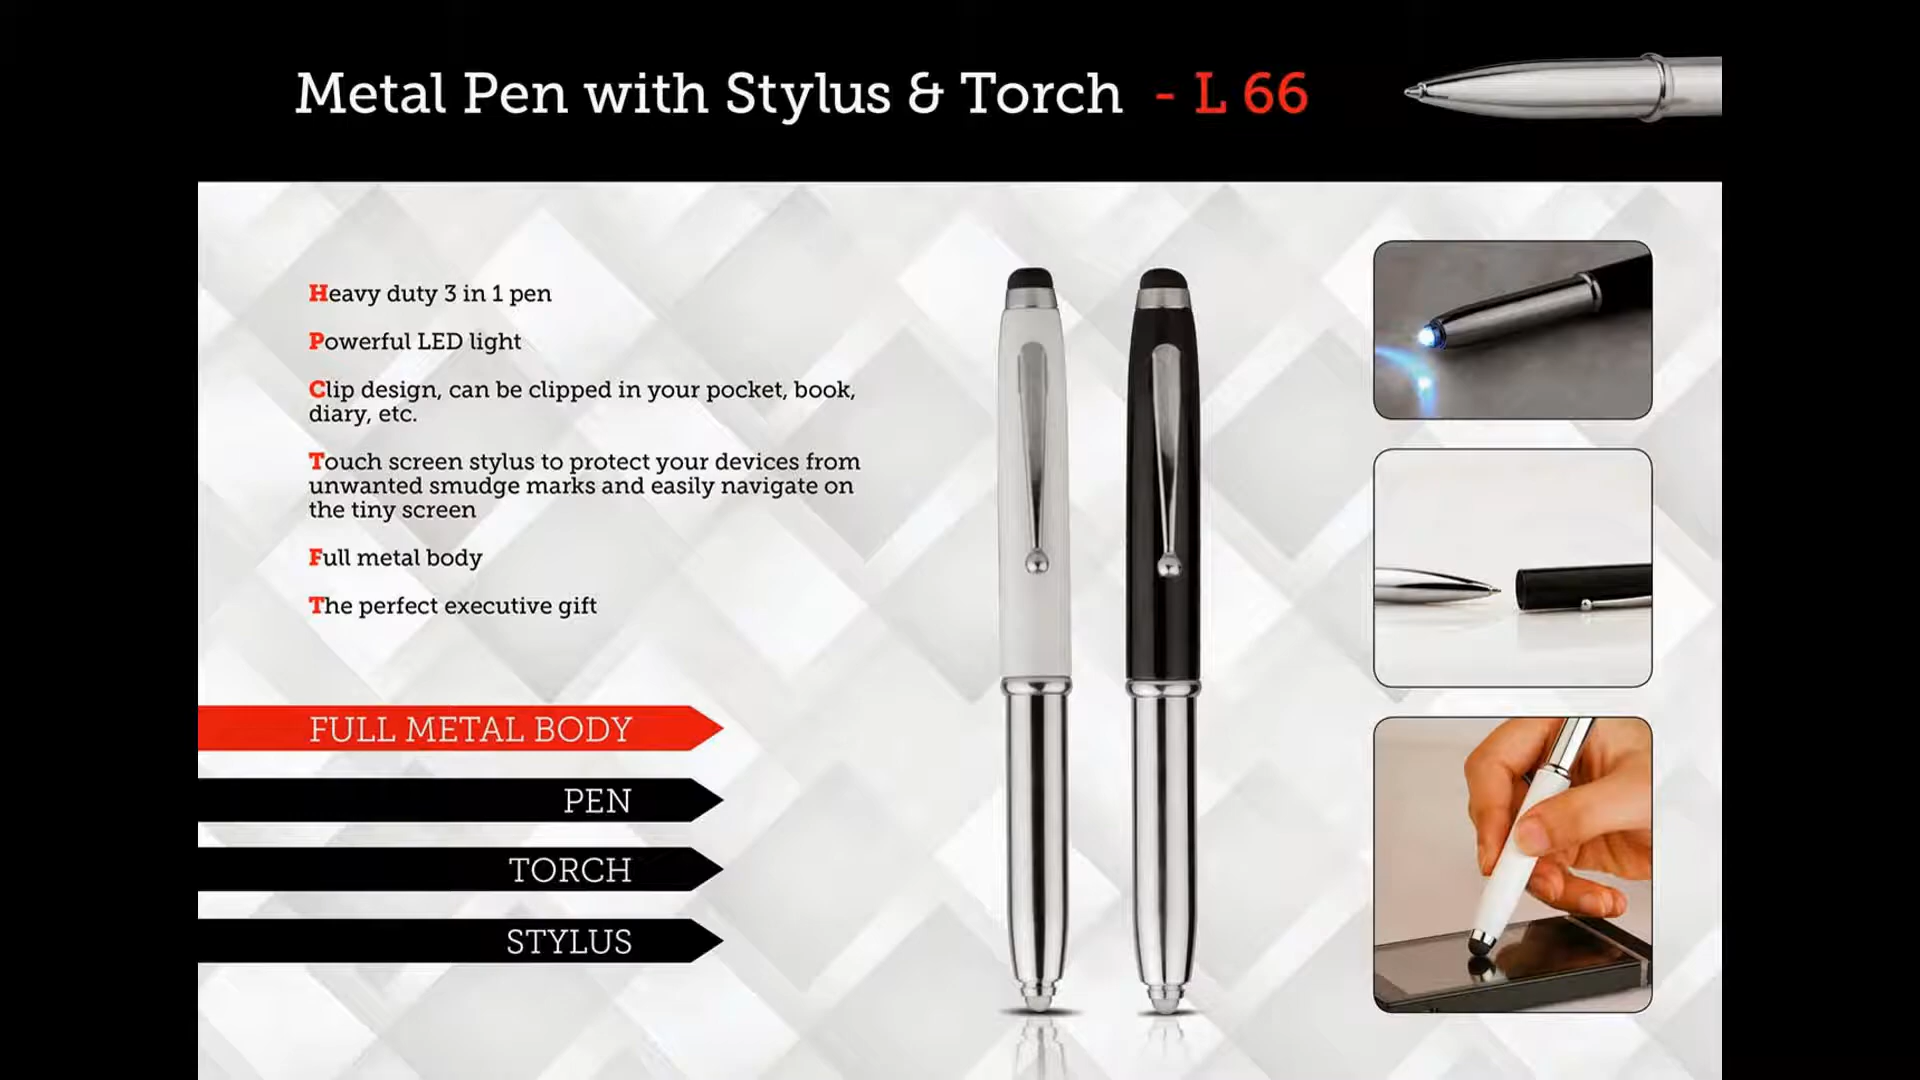 Metal Pen with Stylus & Torch - L 66
Heavy duty 3 in 1 pen
Powerful LED light
Clip design, can be clipped in your pocket, book,
diary, etc.
Touch screen stylus to protect your devices from
unwanted smudge marks and easily navigate on
the tiny screen
Full metal body
The perfect executive gift
FULL METAL BODY
PEN
TORCH
STYLUS